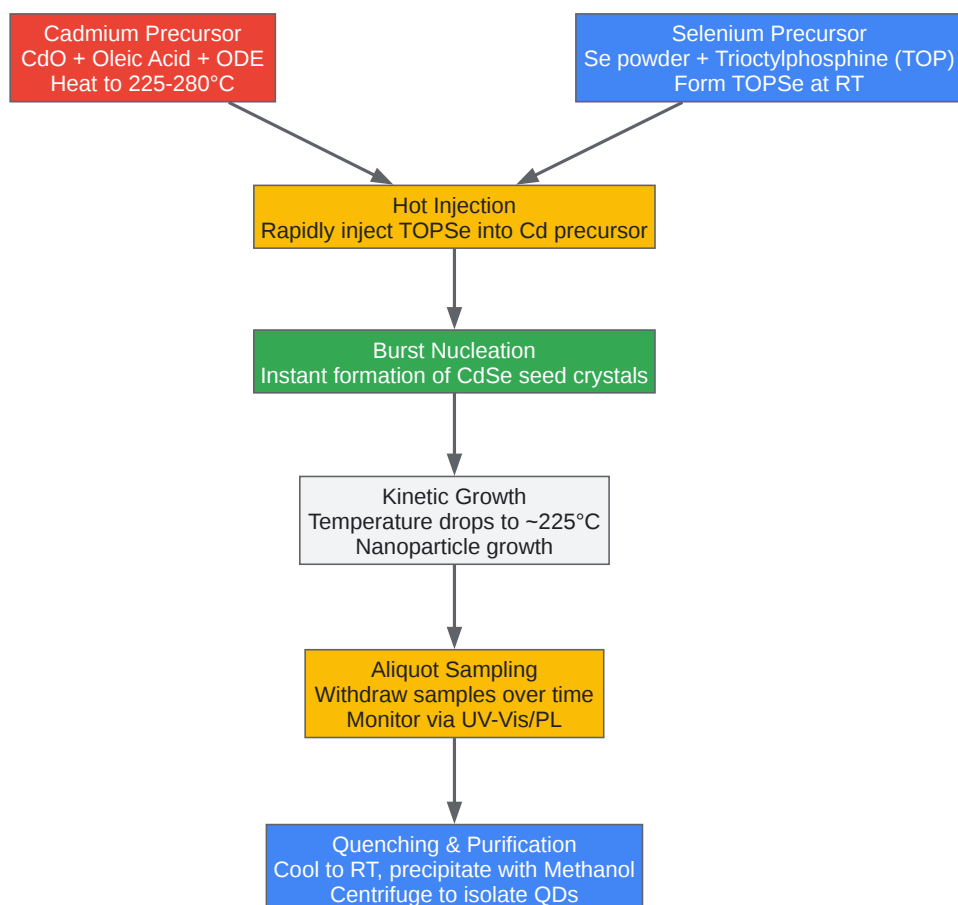 Cadmium Precursor
CdO + Oleic Acid + ODE
Heat to 225-280°C
Selenium Precursor
Se powder + Trioctylphosphine (TOP)
Form TOPSe at RT
Hot Injection
Rapidly inject TOPSe into Cd precursor
Burst Nucleation
Instant formation of CdSe seed crystals
Kinetic Growth
Temperature drops to ~225°C
Nanoparticle growth
Aliquot Sampling
Withdraw samples over time
Monitor via UV-Vis/PL
Quenching & Purification
Cool to RT, precipitate with Methanol
Centrifuge to isolate QDs